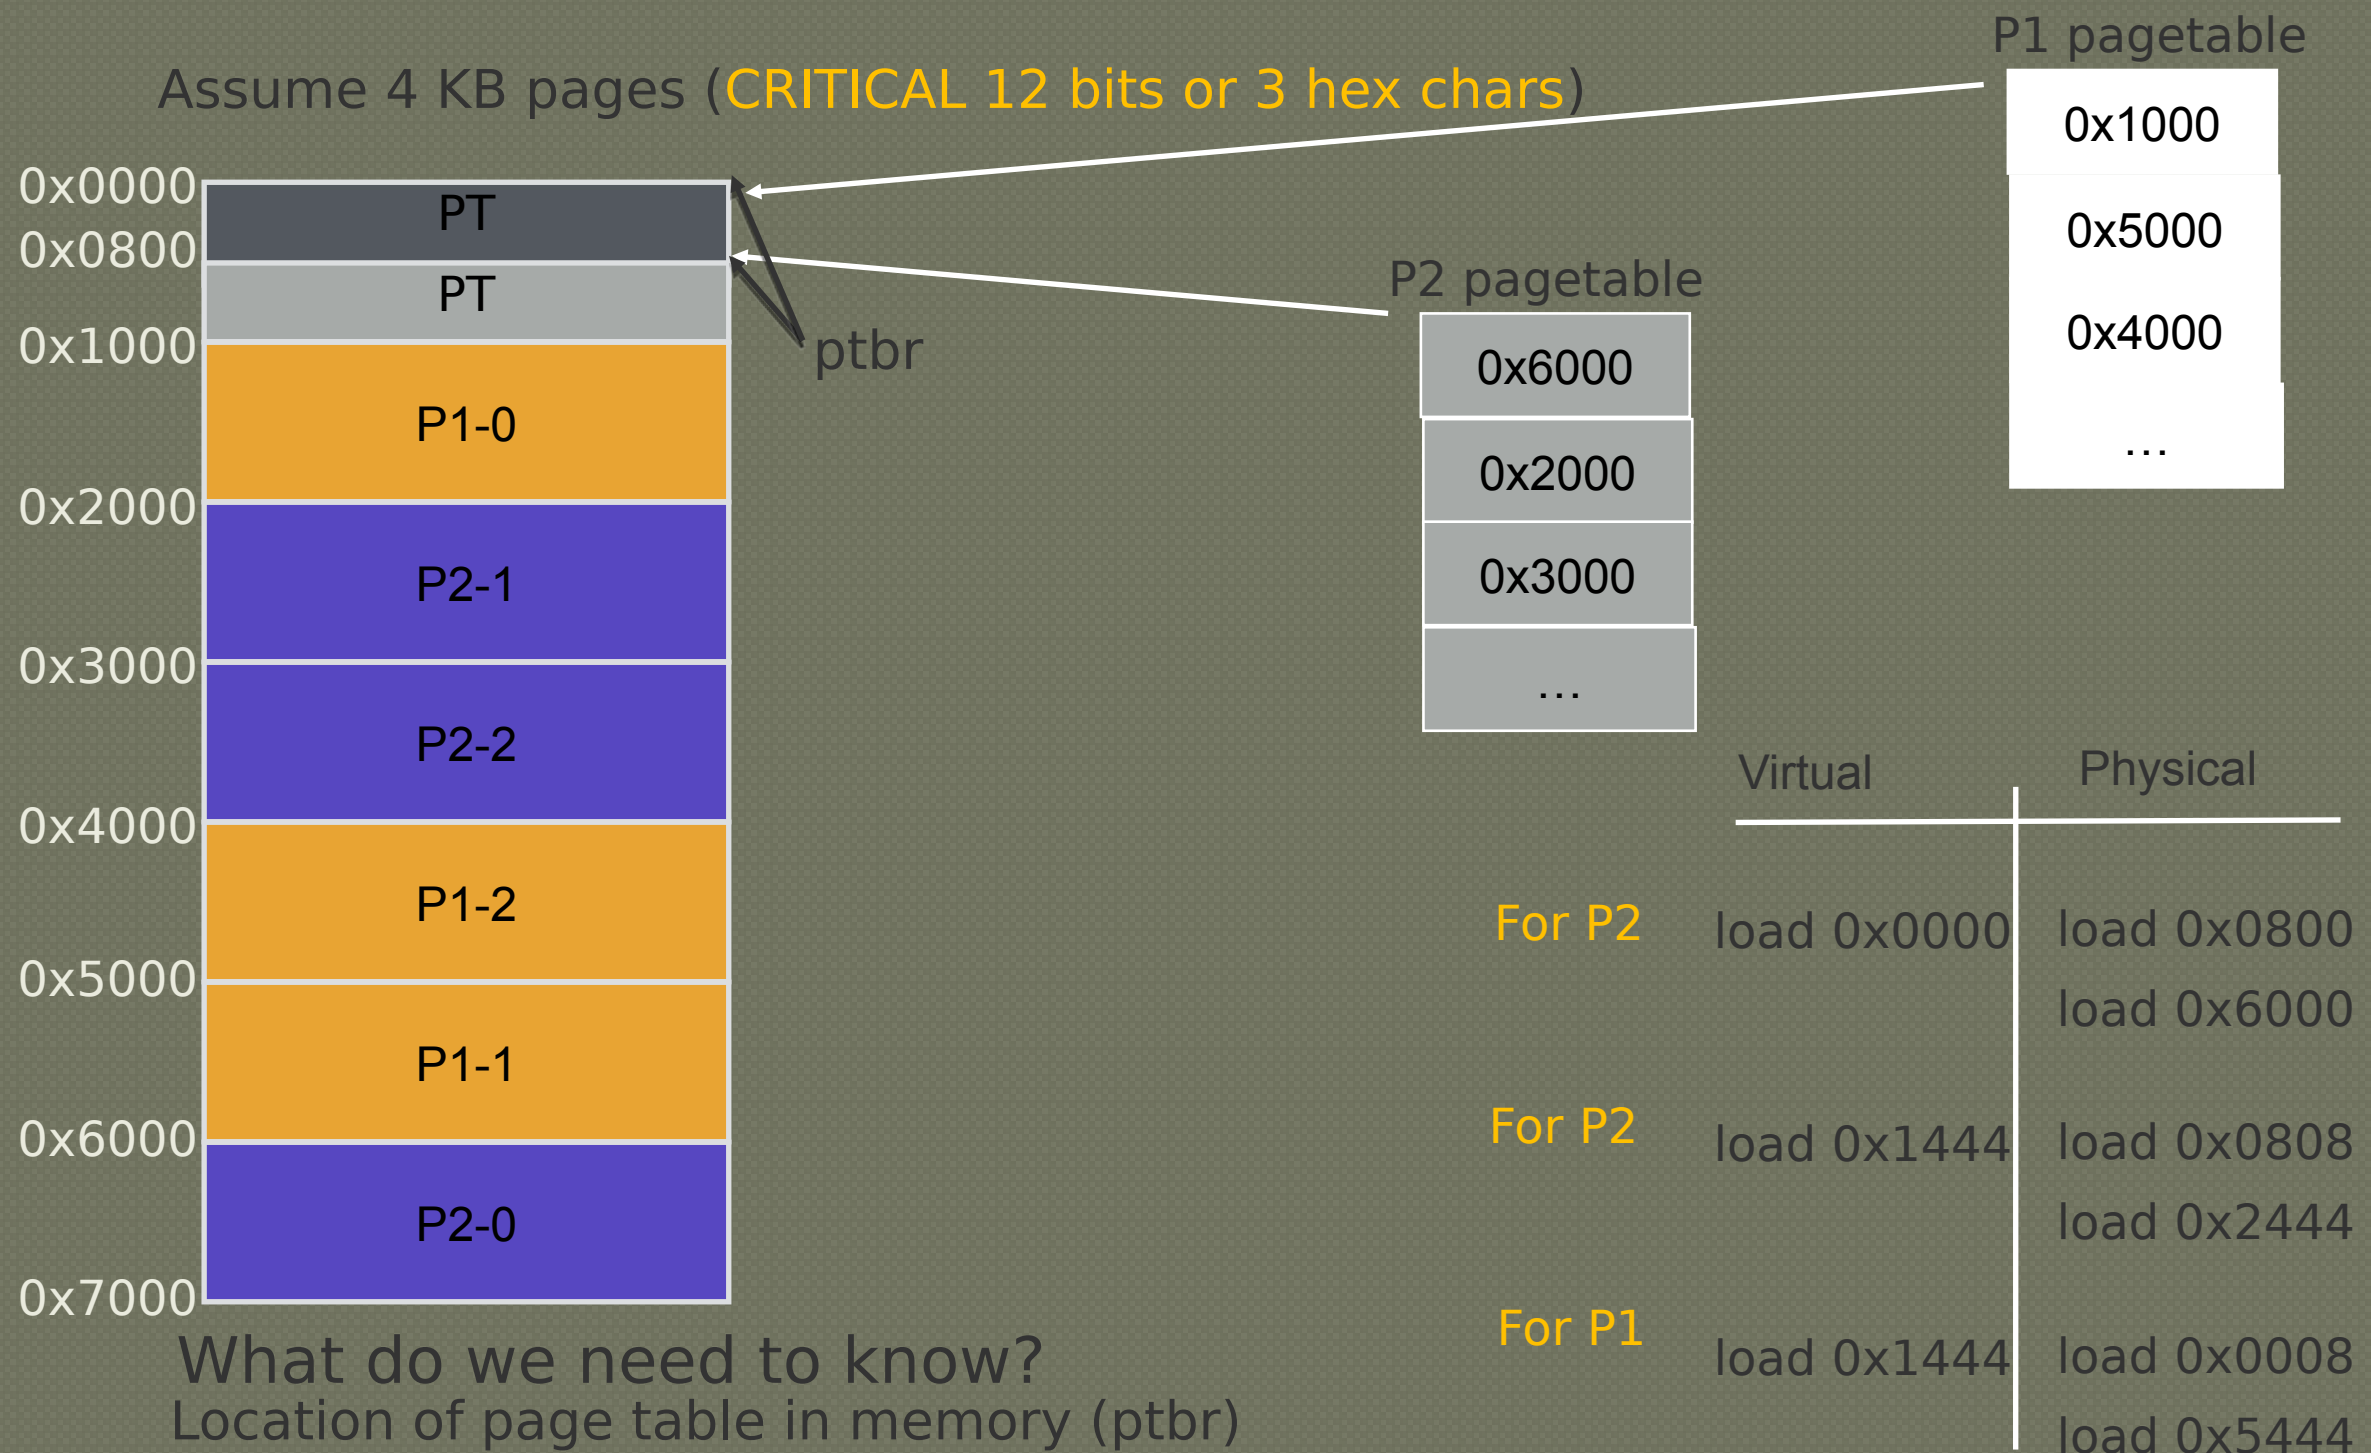 Assume 4 KB pages (CRITICAL 12 bits or 3 hex chars)
0x0000
PT
0x0800
PT
0x1000
P1-0
0x2000
P2-1
0x3000
P2-2
0x4000
P1-2
0x5000
P1-1
0x6000
P2-0
0x7000
ptbr
P1 pagetable
0x1000
0x5000
0x4000
…
P2 pagetable
0x6000
0x2000
0x3000
…
Virtual Physical
For P2 load 0x0000 load 0x0800
load 0x6000
For P2 load 0x1444 load 0x0808
load 0x2444
For P1 load 0x1444 load 0x0008
load 0x5444
What do we need to know?
Location of page table in memory (ptbr)